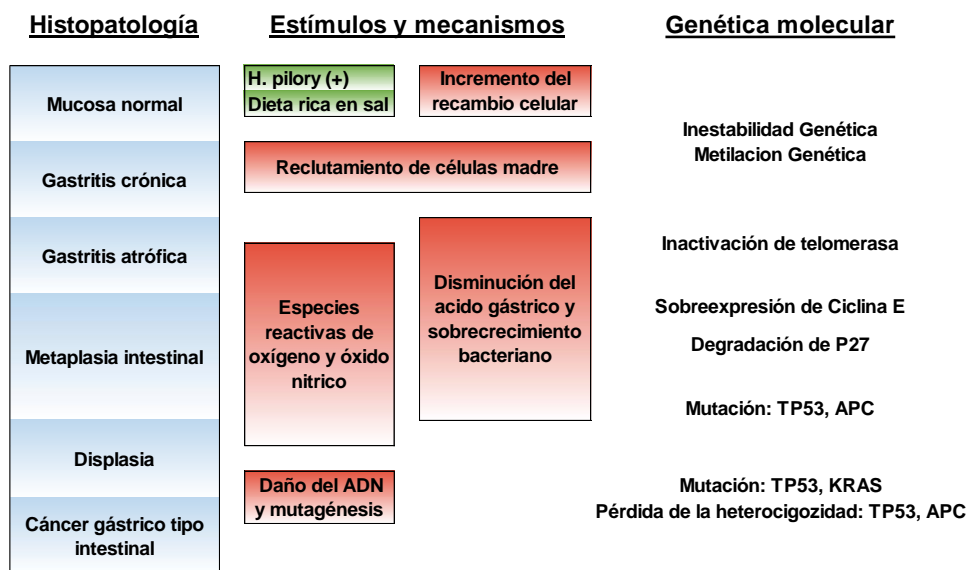 Histopatología
Estímulos y mecanismos
Genética molecular
Mucosa normal
Gastritis crónica
Gastritis atrófica
Metaplasia intestinal
Displasia
Cáncer gástrico tipo
intestinal
H. pilory (+)
Dieta rica en sal
Incremento del
recambio celular
Reclutamiento de células madre
Especies
reactivas de
oxígeno y óxido
nitrico
Disminución del
acido gástrico y
sobrecrecimiento
bacteriano
Daño del ADN
y mutagénesis
Inestabilidad Genética
Metilacion Genética
Inactivación de telomerasa
Sobreexpresión de Ciclina E
Degradación de P27
Mutación: TP53, APC
Mutación: TP53, KRAS
Pérdida de la heterocigozidad: TP53, APC